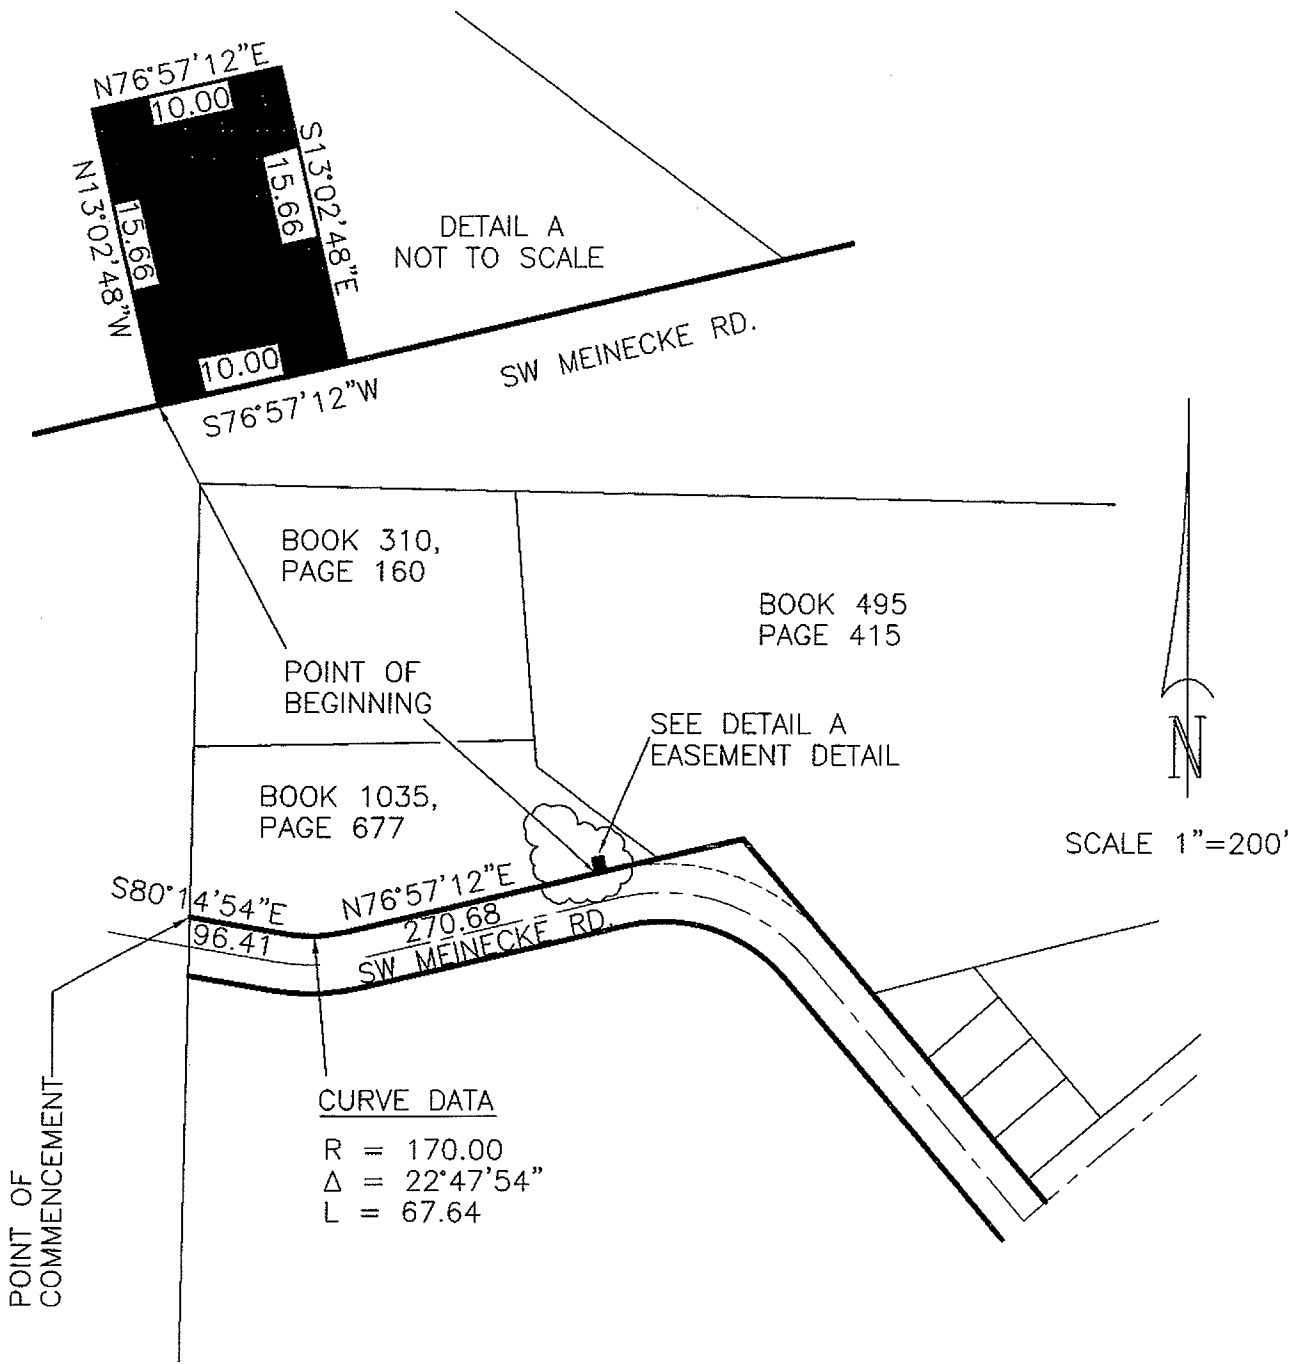 N76°57'12"E
10.00
S13°02'48"E
15.66
N13°02'48"W
15.66
10.00
S76°57'12"W
DETAIL A
NOT TO SCALE
SW MEINECKE RD.
BOOK 310,
PAGE 160
BOOK 495
PAGE 415
POINT OF
BEGINNING
SEE DETAIL A
EASEMENT DETAIL
N
SCALE 1"=200'
BOOK 1035,
PAGE 677
S80°14'54"E
96.41
N76°57'12"E
270.68
SW MEINECKE RD.
POINT OF
COMMENCEMENT
CURVE DATA
R = 170.00
Δ = 22°47'54"
L = 67.64